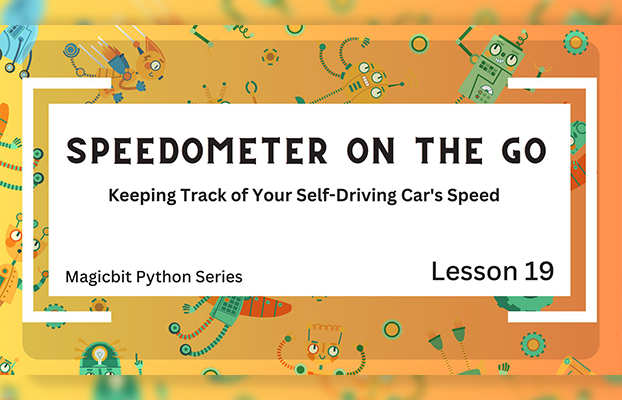 SPEEDOMETER ON THE GO
Keeping Track of Your Self-Driving Car's Speed
Magicbit Python Series
Lesson 19